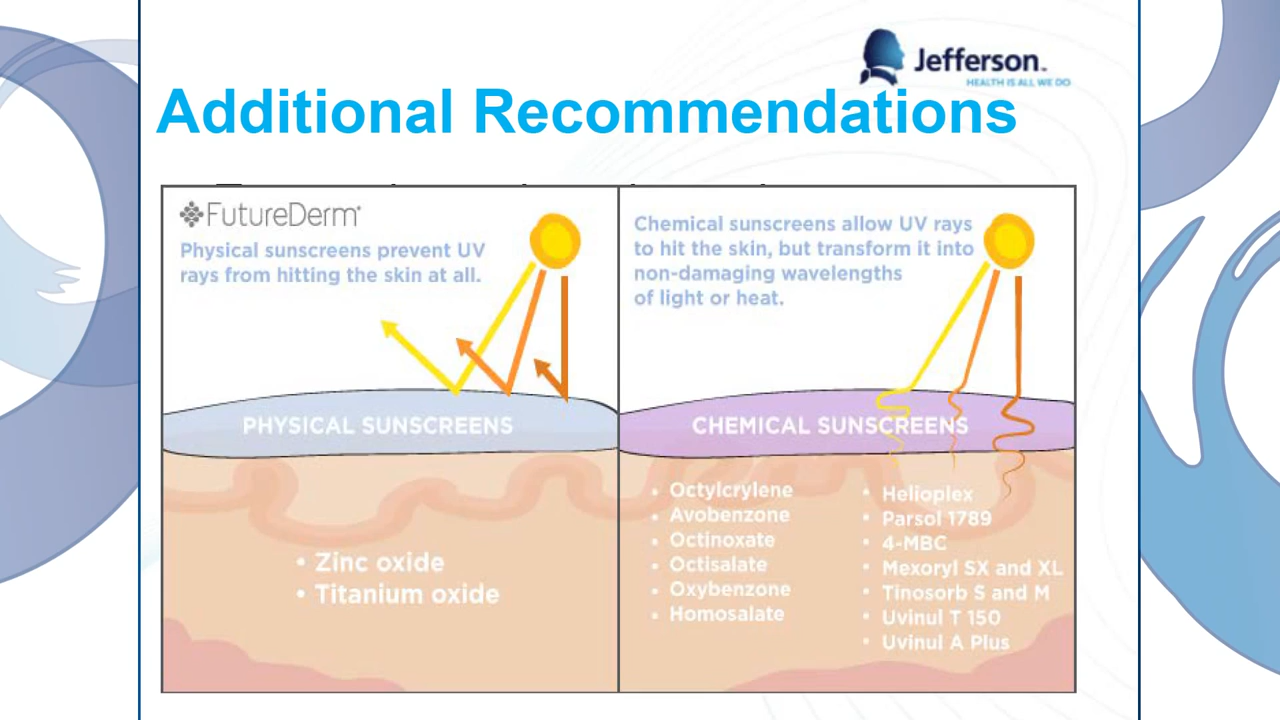 Jefferson™
HEALTH IS ALL WE DO
Additional Recommendations
FutureDerm
Physical sunscreens prevent UV
rays from hitting the skin at all.
PHYSICAL SUNSCREENS
• Zinc oxide
• Titanium oxide
Chemical sunscreens allow UV rays
to hit the skin, but transform it into
non-damaging wavelengths
of light or heat.
CHEMICAL SUNSCREENS
• Octylcrylene
• Avobenzone
• Octinoxate
• Octisalate
• Oxybenzone
• Homosalate
• Helioplex
• Parsol 1789
• 4-MBC
• Mexoryl SX and XL
• Tinosorb S and M
• Uvinul T 150
• Uvinul A Plus